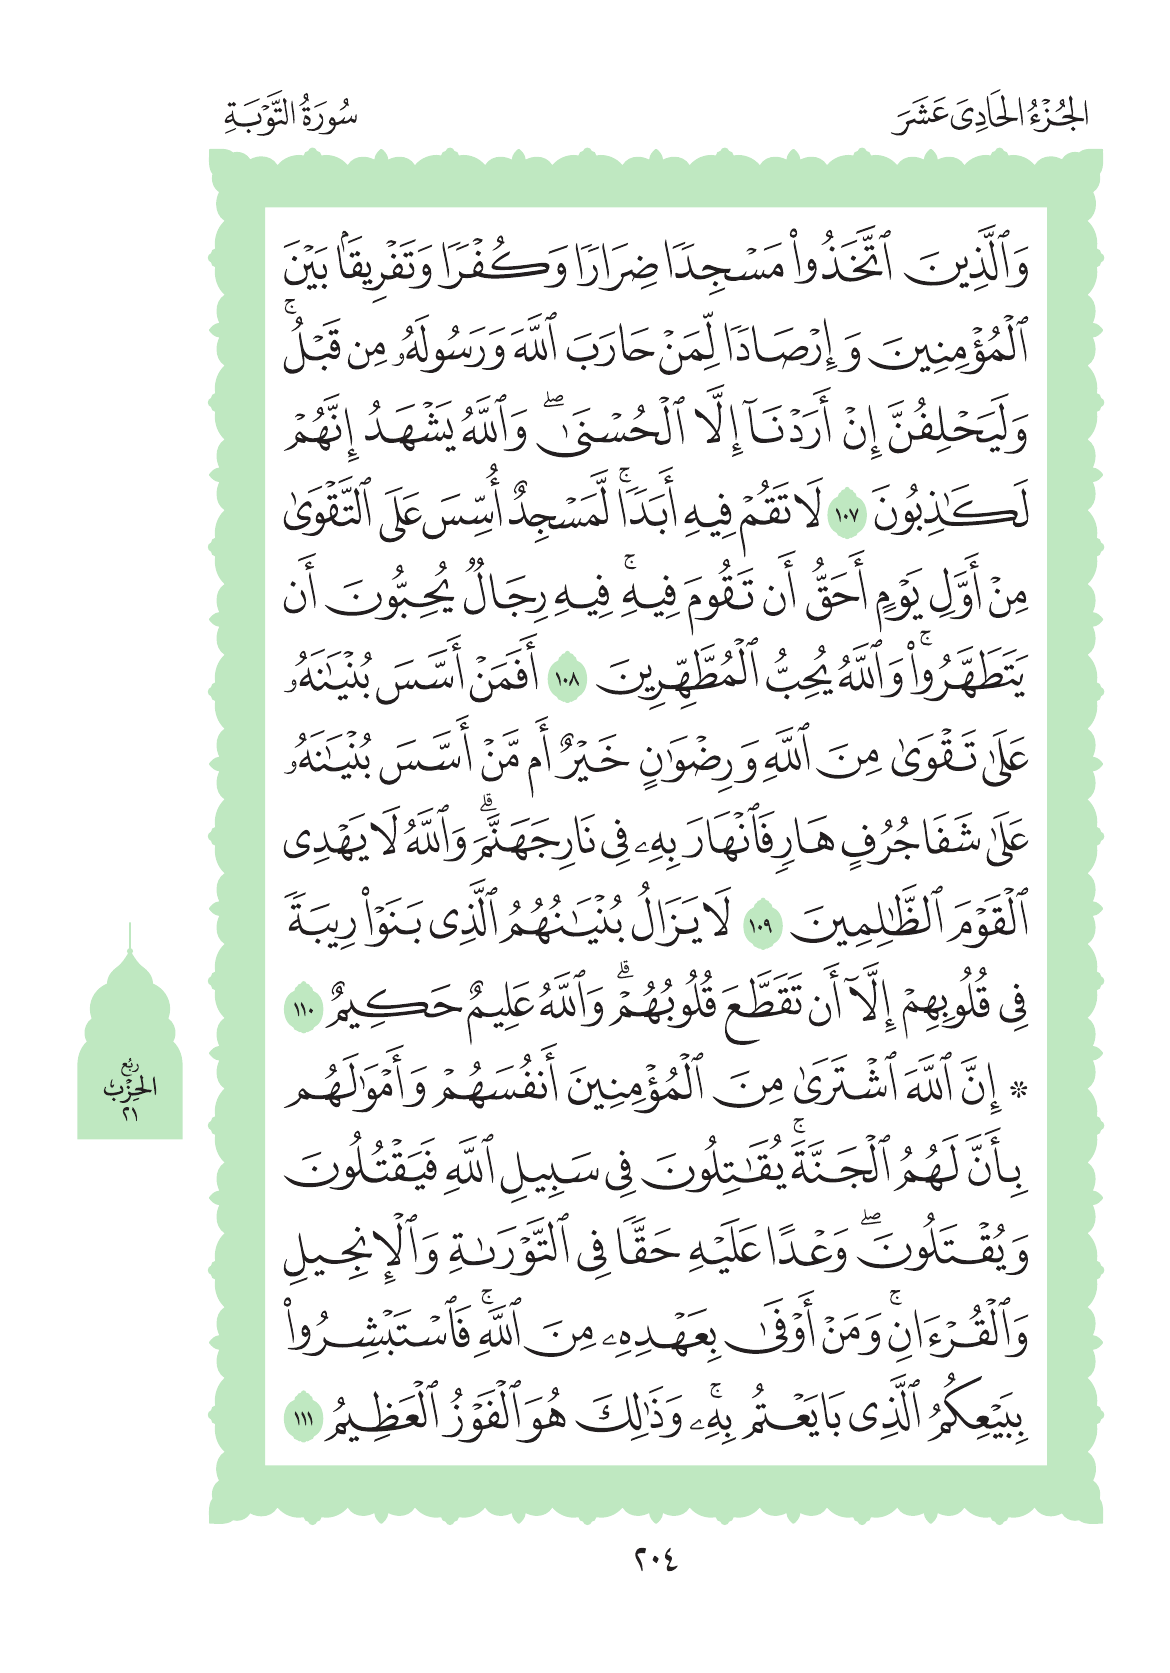 الجُزْءُ الحَادِىَ عَشَرَ
سُورَةُ التَّوْبَةِ
وَٱلَّذِينَ ٱتَّخَذُوا۟ مَسْجِدًا ضِرَارًا وَكُفْرًا وَتَفْرِيقًۢا بَيْنَ
ٱلْمُؤْمِنِينَ وَإِرْصَادًا لِّمَنْ حَارَبَ ٱللَّهَ وَرَسُولَهُۥ مِن قَبْلُ ۚ
وَلَيَحْلِفُنَّ إِنْ أَرَدْنَآ إِلَّا ٱلْحُسْنَىٰ ۖ وَٱللَّهُ يَشْهَدُ إِنَّهُمْ
لَكَـٰذِبُونَ ١٠٧ لَا تَقُمْ فِيهِ أَبَدًا ۚ لَّمَسْجِدٌ أُسِّسَ عَلَى ٱلتَّقْوَىٰ
مِنْ أَوَّلِ يَوْمٍ أَحَقُّ أَن تَقُومَ فِيهِ ۚ فِيهِ رِجَالٌ يُحِبُّونَ أَن
يَتَطَهَّرُوا۟ ۚ وَٱللَّهُ يُحِبُّ ٱلْمُطَّهِّرِينَ ١٠٨ أَفَمَنْ أَسَّسَ بُنْيَـٰنَهُۥ
عَلَىٰ تَقْوَىٰ مِنَ ٱللَّهِ وَرِضْوَٰنٍ خَيْرٌ أَم مَّنْ أَسَّسَ بُنْيَـٰنَهُۥ
عَلَىٰ شَفَا جُرُفٍ هَارٍ فَٱنْهَارَ بِهِۦ فِى نَارِ جَهَنَّمَ ۗ وَٱللَّهُ لَا يَهْدِى
ٱلْقَوْمَ ٱلظَّـٰلِمِينَ ١٠٩ لَا يَزَالُ بُنْيَـٰنُهُمُ ٱلَّذِى بَنَوْا۟ رِيبَةً
فِى قُلُوبِهِمْ إِلَّآ أَن تَقَطَّعَ قُلُوبُهُمْ ۗ وَٱللَّهُ عَلِيمٌ حَكِيمٌ ١١٠
* إِنَّ ٱللَّهَ ٱشْتَرَىٰ مِنَ ٱلْمُؤْمِنِينَ أَنفُسَهُمْ وَأَمْوَٰلَهُم
بِأَنَّ لَهُمُ ٱلْجَنَّةَ ۚ يُقَـٰتِلُونَ فِى سَبِيلِ ٱللَّهِ فَيَقْتُلُونَ
وَيُقْتَلُونَ ۖ وَعْدًا عَلَيْهِ حَقًّا فِى ٱلتَّوْرَىٰةِ وَٱلْإِنجِيلِ
وَٱلْقُرْءَانِ ۚ وَمَنْ أَوْفَىٰ بِعَهْدِهِۦ مِنَ ٱللَّهِ ۚ فَٱسْتَبْشِرُوا۟
بِبَيْعِكُمُ ٱلَّذِى بَايَعْتُم بِهِۦ ۚ وَذَٰلِكَ هُوَ ٱلْفَوْزُ ٱلْعَظِيمُ ١١١
رُبُع
الحِزْب
٢١
٢٠٤